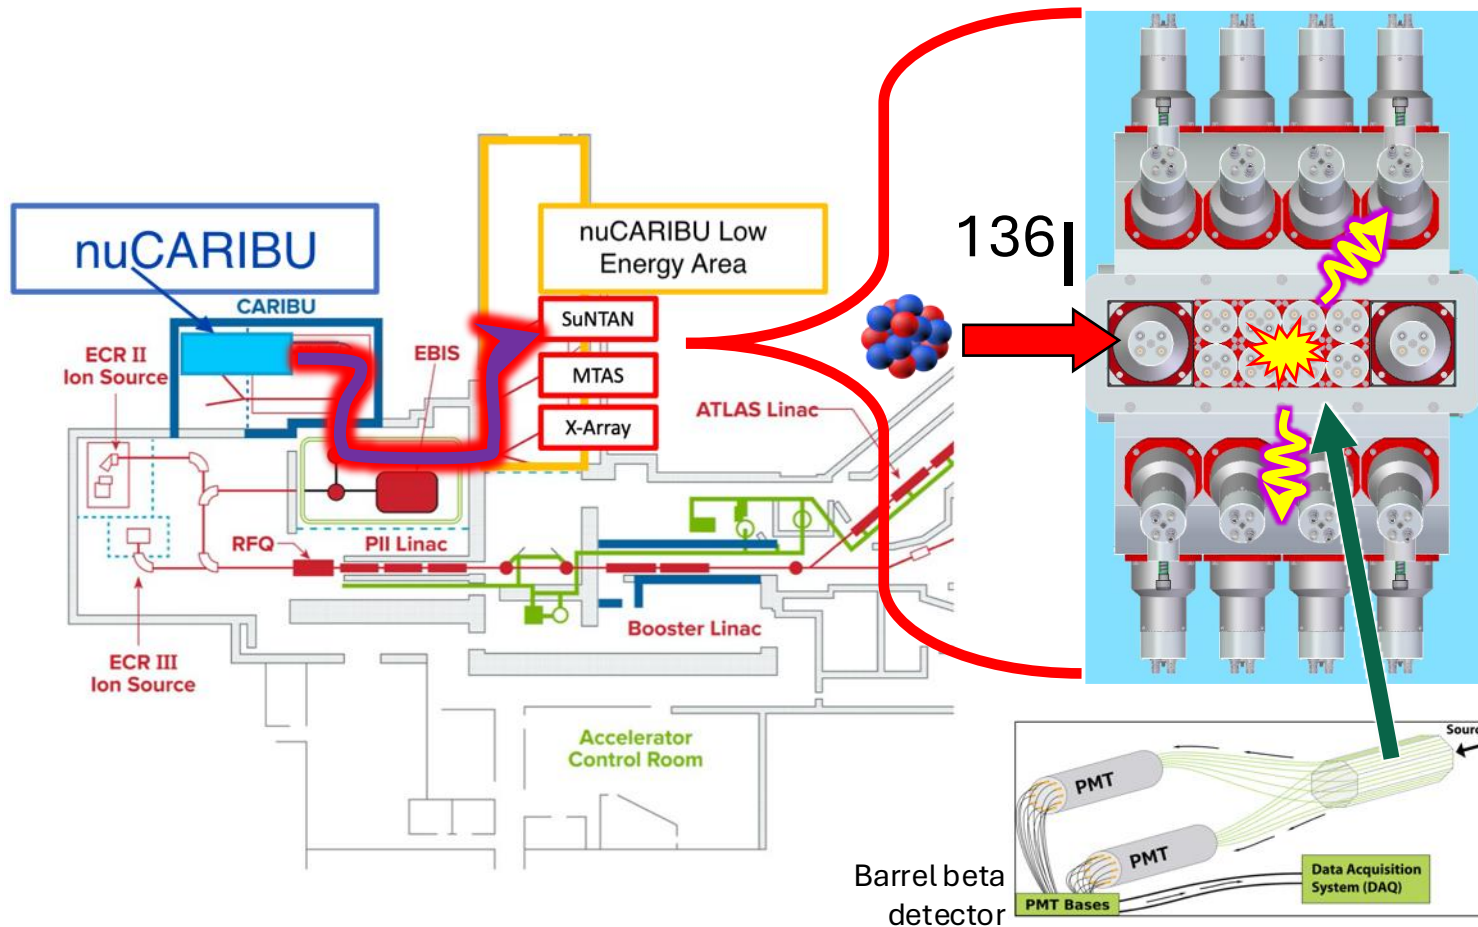 nuCARIBU
nuCARIBU Low
Energy Area
136I
CARIBU
SuNTAN
ECR II
Ion Source
EBIS
MTAS
ATLAS Linac
X-Array
RFQ
PII Linac
Booster Linac
ECR III
Ion Source
Accelerator
Control Room
PMT
PMT
Barrel beta
detector
PMT Bases
Data Acquisition
System (DAQ)